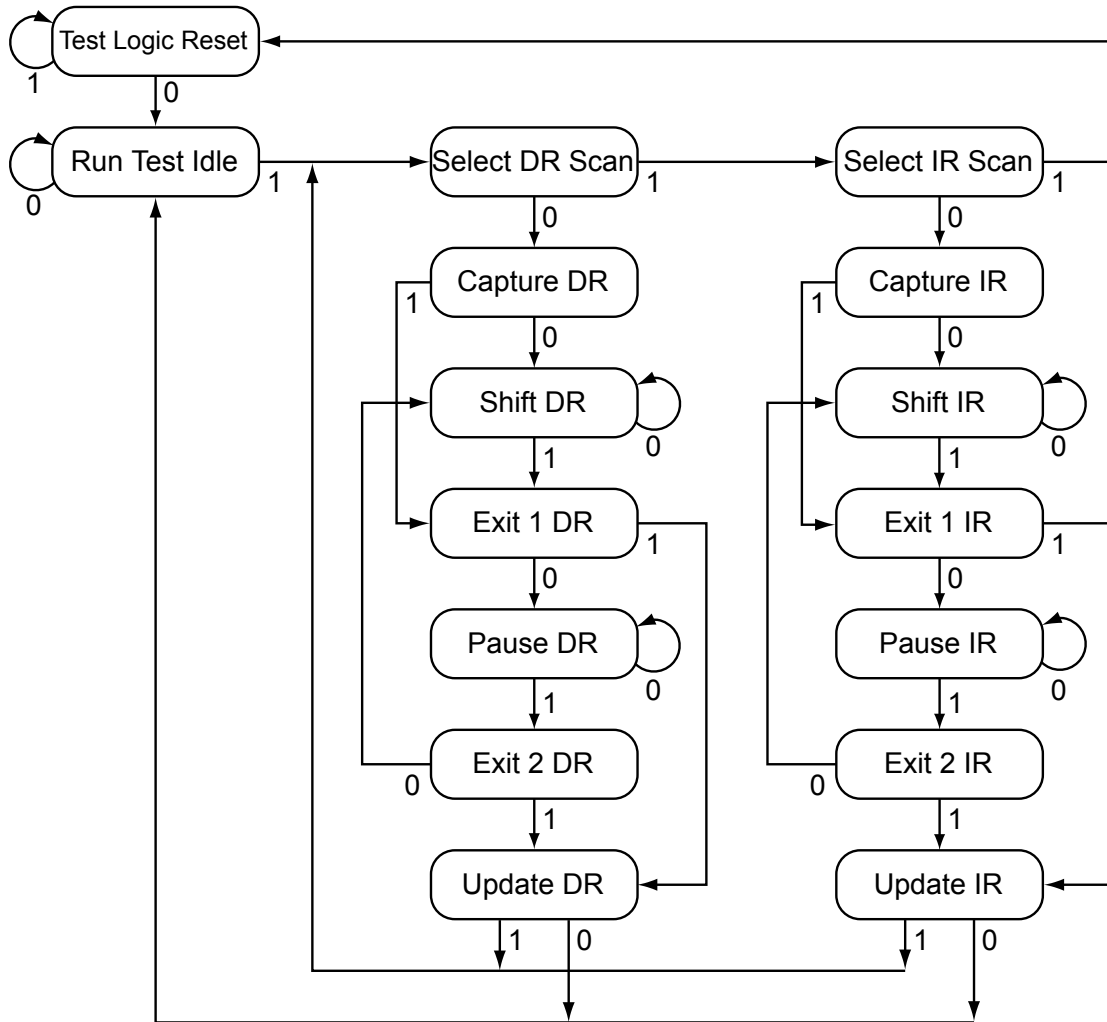 Test Logic Reset
1
0
Run Test Idle
0
1
Select DR Scan
1
0
Select IR Scan
1
0
Capture DR
1
0
Capture IR
1
0
Shift DR
0
1
Shift IR
0
1
Exit 1 DR
1
0
Exit 1 IR
1
0
Pause DR
0
1
Pause IR
0
1
Exit 2 DR
0
1
Exit 2 IR
0
1
Update DR
1
0
Update IR
1
0